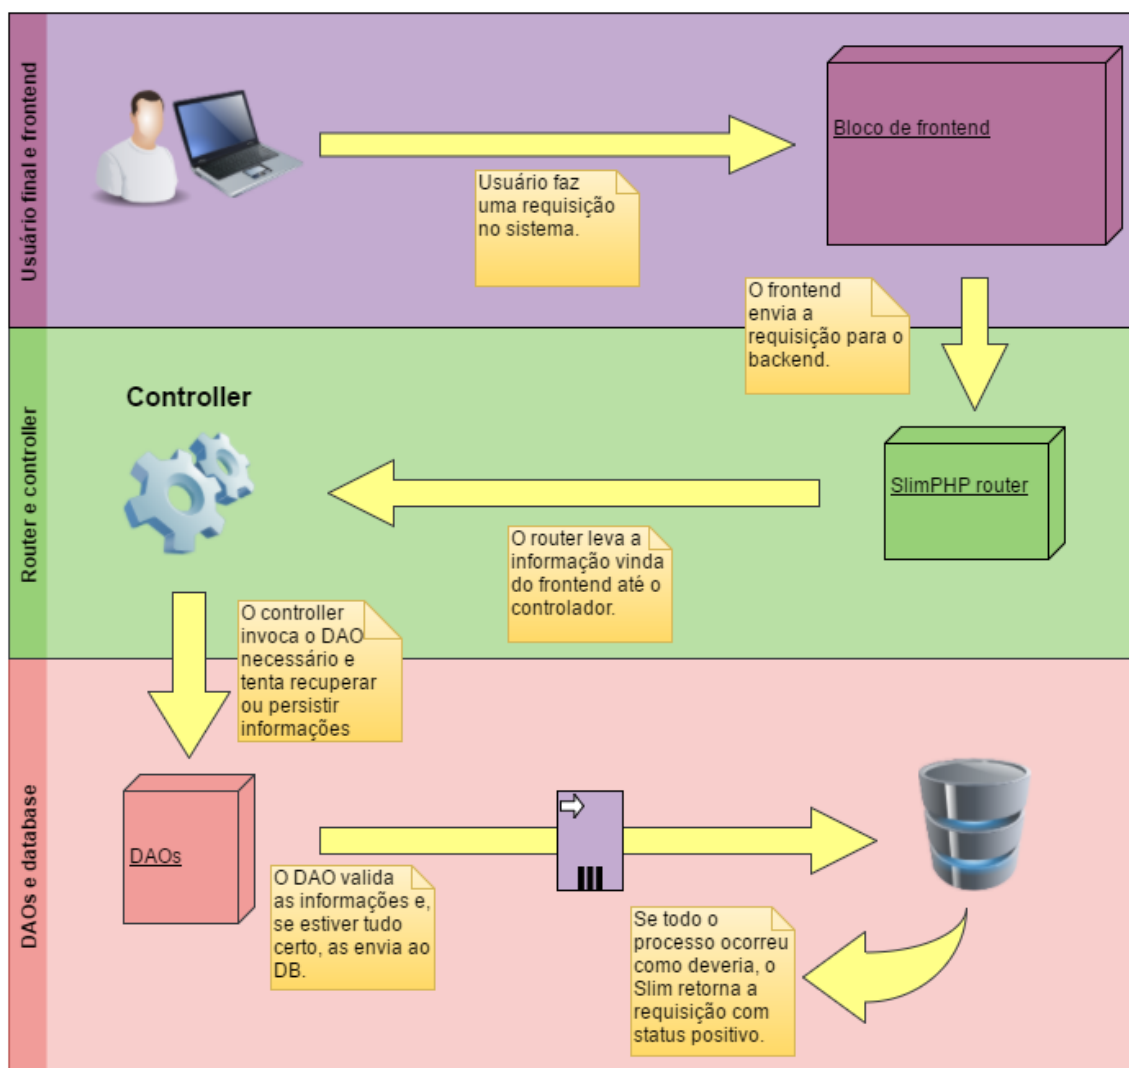 Usuário final e frontend
Bloco de frontend
Usuário faz
uma requisição
no sistema.
O frontend
envia a
requisição para o
backend.
Router e controller
Controller
SlimPHP router
O router leva a
informação vinda
do frontend até o
controlador.
O controller
invoca o DAO
necessário e
tenta recuperar
ou persistir
informações
DAOs e database
DAOs
O DAO valida
as informações e,
se estiver tudo
certo, as envia ao
DB.
Se todo o
processo ocorreu
como deveria, o
Slim retorna a
requisição com
status positivo.